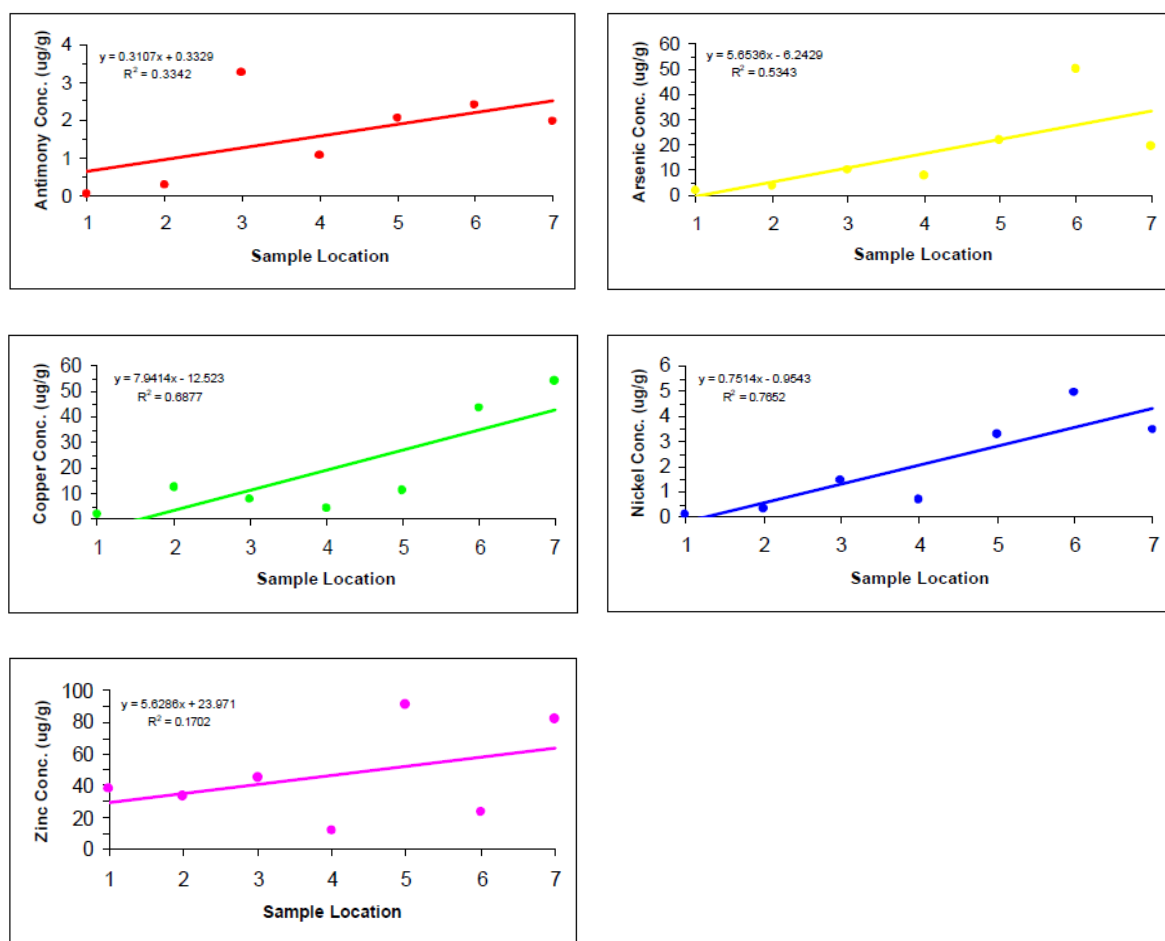 Antimony Conc. (ug/g)
4
3
2
1
0
y = 0.3107x + 0.3329
R² = 0.3342
1 2 3 4 5 6 7
Sample Location
Arsenic Conc. (ug/g)
60
50
40
30
20
10
0
y = 5.6536x - 6.2429
R² = 0.5343
1 2 3 4 5 6 7
Sample Location
Copper Conc. (ug/g)
60
50
40
30
20
10
0
y = 7.9414x - 12.523
R² = 0.6877
1 2 3 4 5 6 7
Sample Location
Nickel Conc. (ug/g)
6
5
4
3
2
1
0
y = 0.7514x - 0.9543
R² = 0.7652
1 2 3 4 5 6 7
Sample Location
Zinc Conc. (ug/g)
100
80
60
40
20
0
y = 5.6286x + 23.971
R² = 0.1702
1 2 3 4 5 6 7
Sample Location